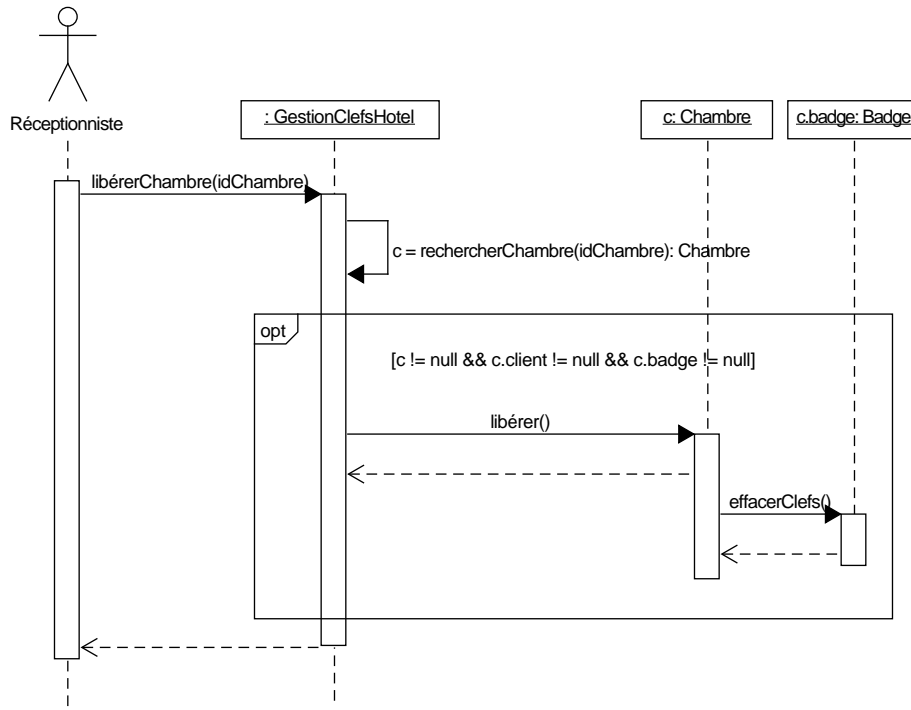 Réceptionniste
: GestionClefsHotel
c: Chambre
c.badge: Badge
libérerChambre(idChambre)
c = rechercherChambre(idChambre): Chambre
opt
[c != null && c.client != null && c.badge != null]
libérer()
effacerClefs()